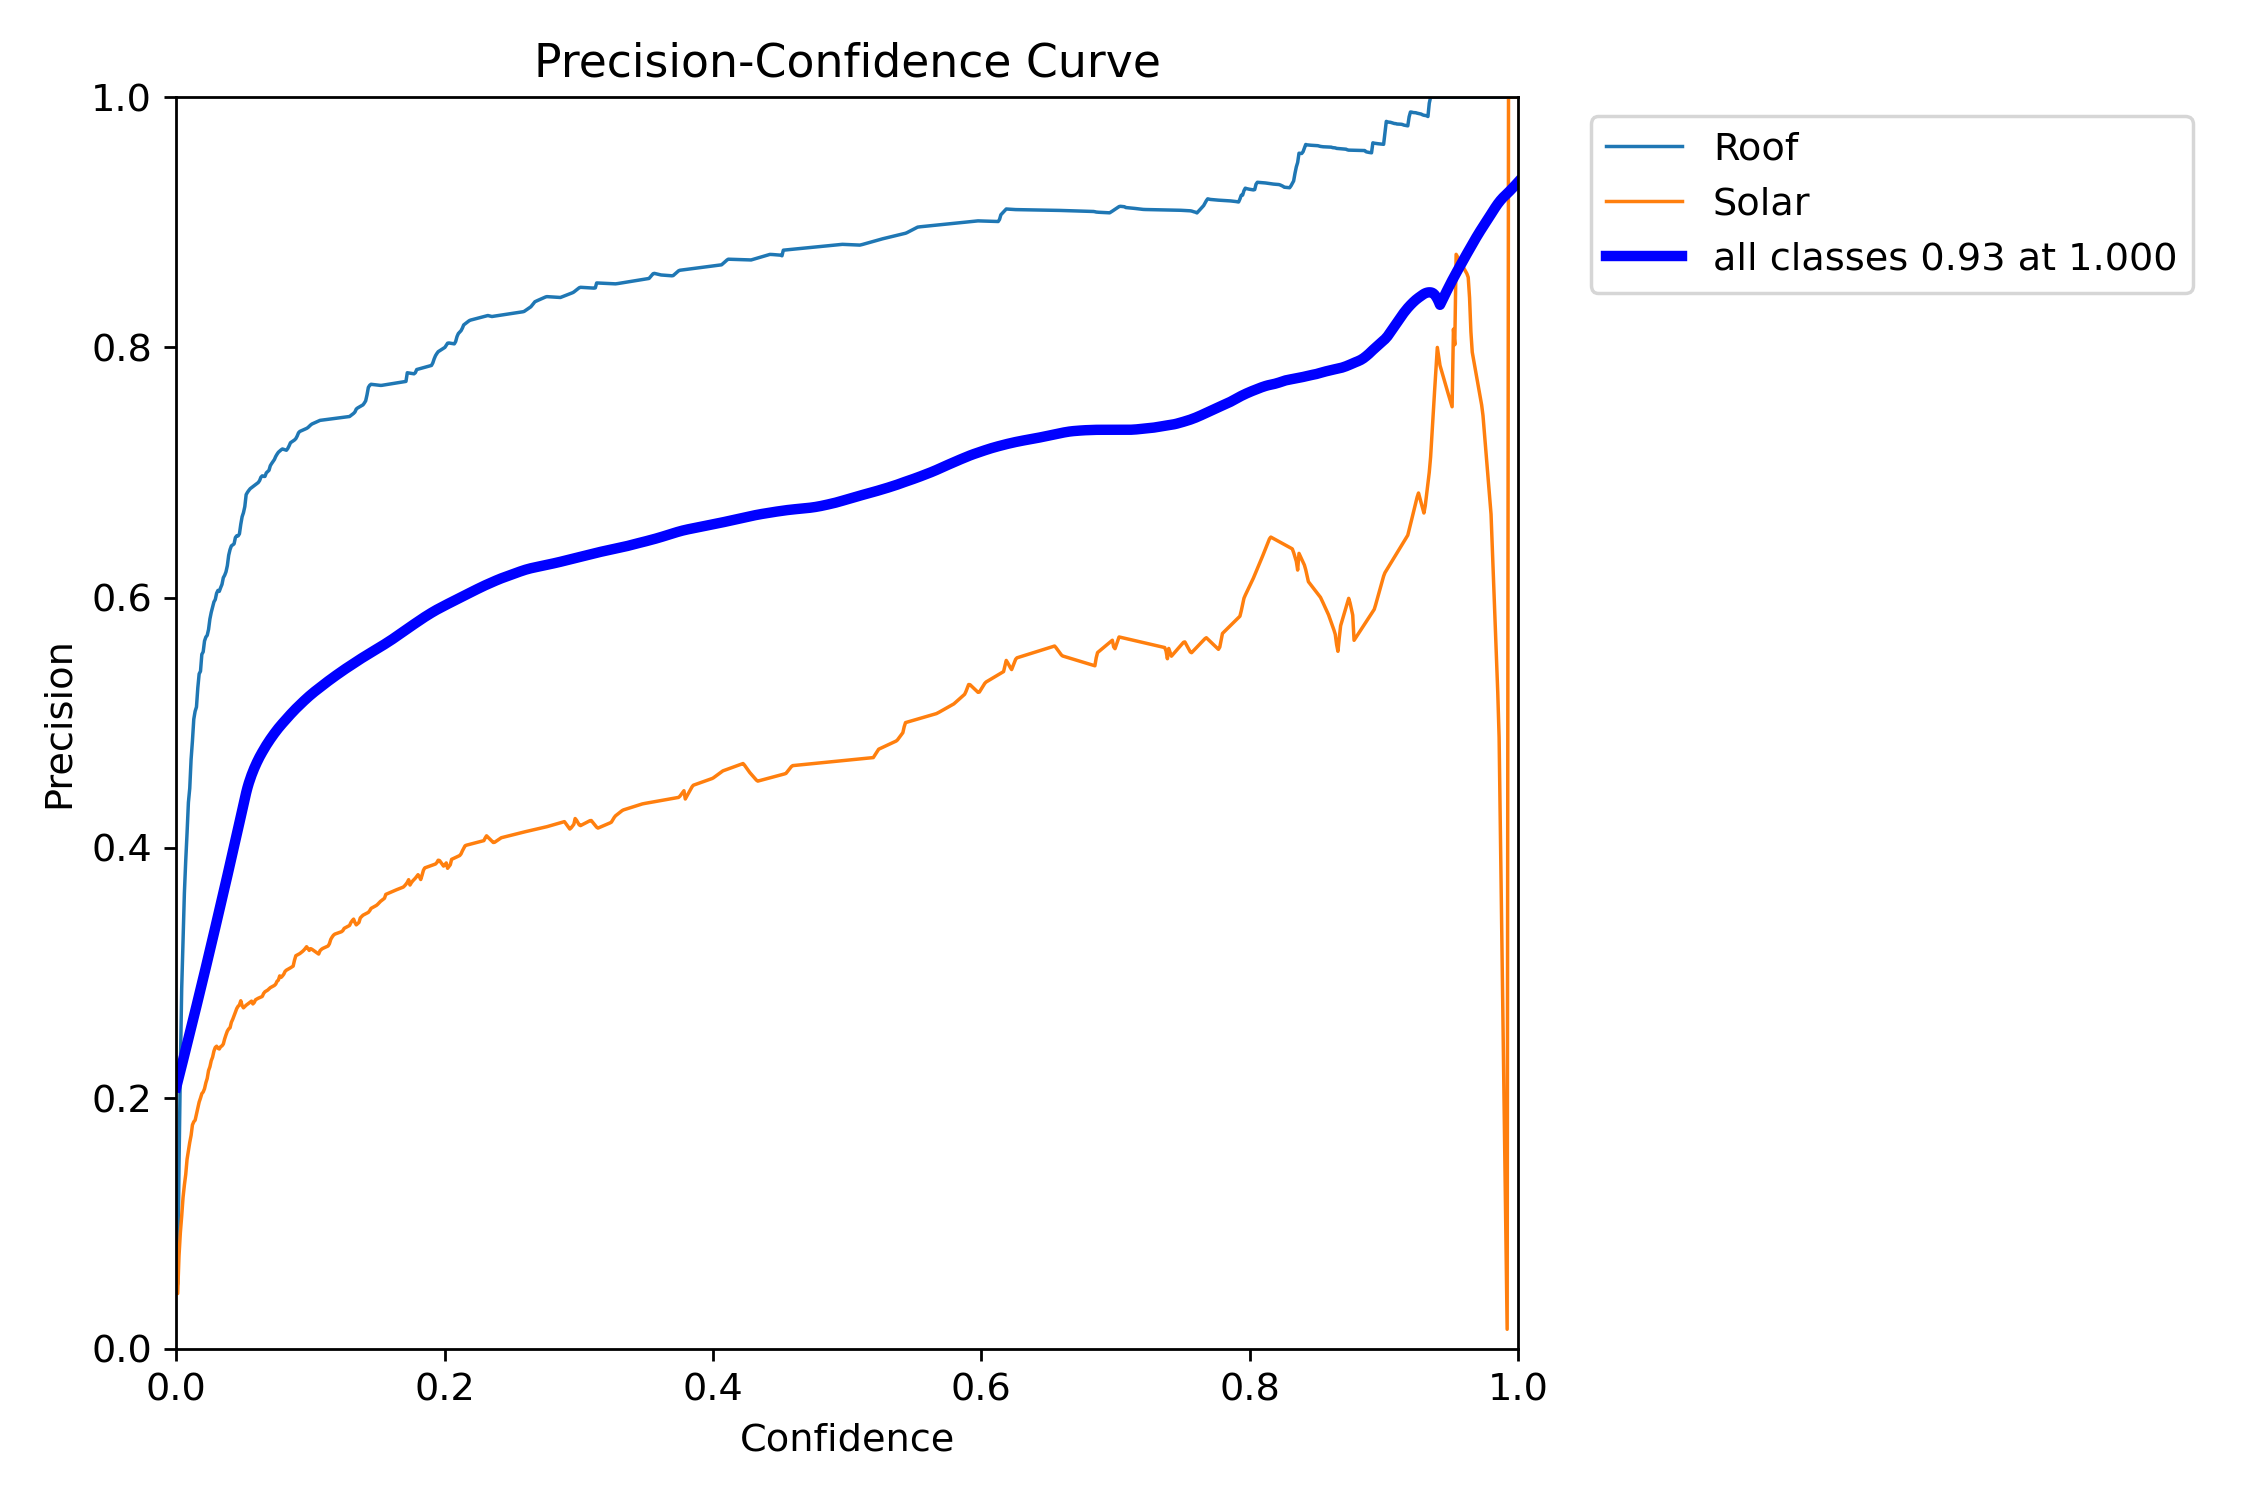 Precision-Confidence Curve
1.0
0.8
0.6
0.4
0.2
0.0
Precision
0.0 0.2 0.4 0.6 0.8 1.0
Confidence
Roof
Solar
all classes 0.93 at 1.000